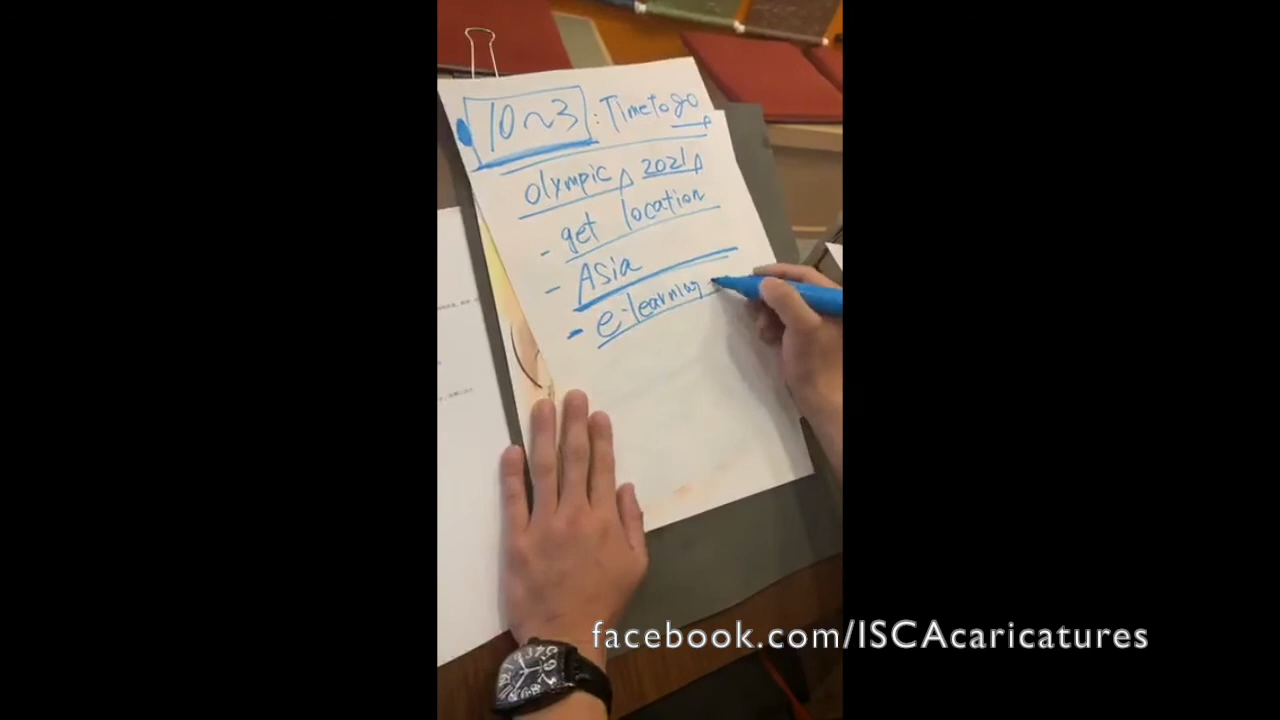 10~3 : Time to go
Olympic 2021
- get location
- Asia
- e-learning
facebook.com/ISCAcaricatures